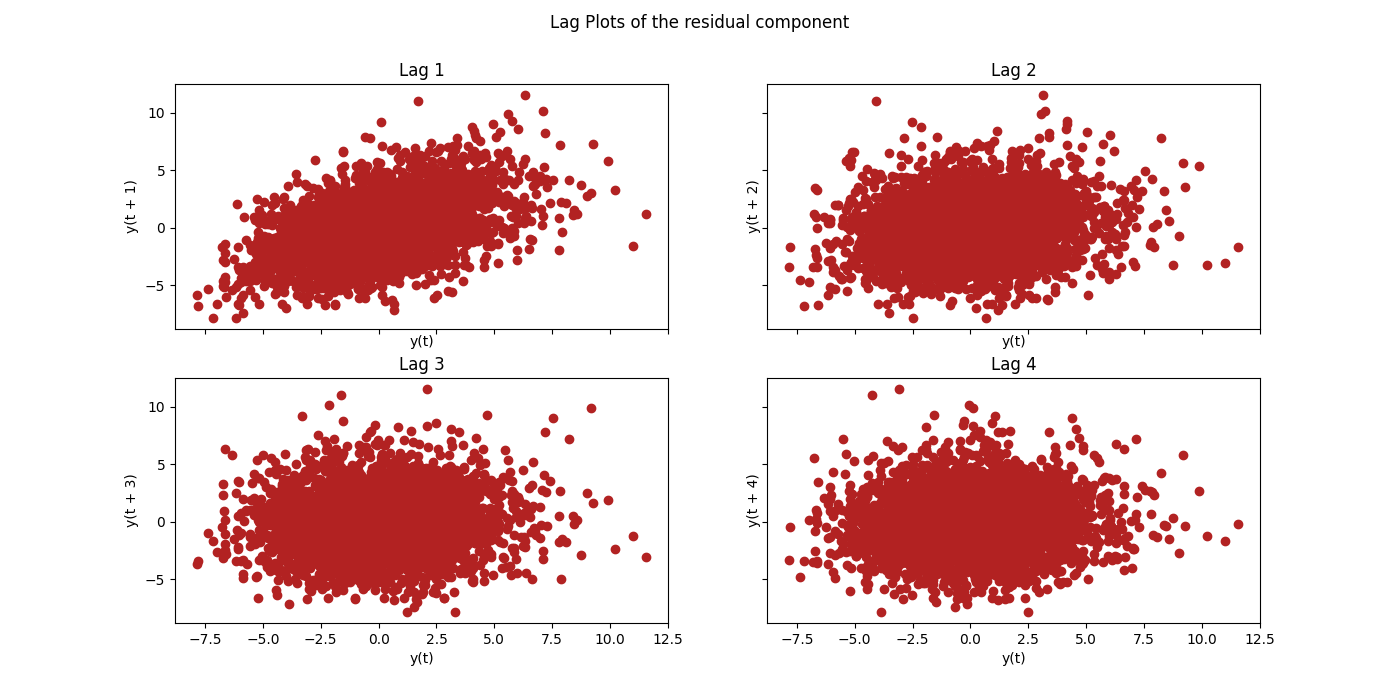 Lag Plots of the residual component
Lag 1
Lag 2
10
5
0
−5
y(t + 1)
y(t + 2)
y(t)
y(t)
Lag 3
Lag 4
10
5
0
−5
y(t + 3)
y(t + 4)
−7.5 −5.0 −2.5 0.0 2.5 5.0 7.5 10.0 12.5
−7.5 −5.0 −2.5 0.0 2.5 5.0 7.5 10.0 12.5
y(t)
y(t)